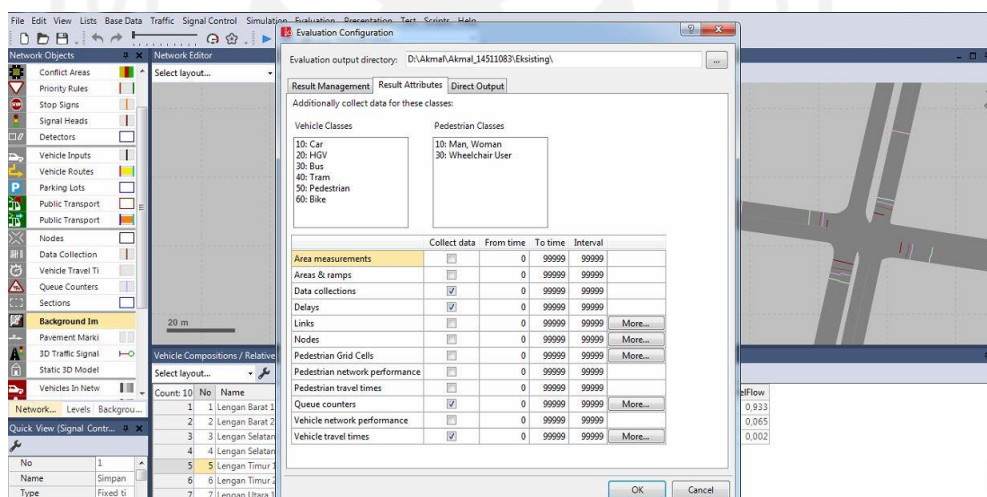 File Edit View Lists Base Data Traffic Signal Control Simulation Evaluation Presentation Test Scripts Help
Network Objects
Conflict Areas
Priority Rules
Stop Signs
Signal Heads
Detectors
Vehicle Inputs
Vehicle Routes
Parking Lots
Public Transport
Public Transport
Nodes
Data Collection
Vehicle Travel Ti
Queue Counters
Sections
Background Im
Pavement Marki
3D Traffic Signal
Static 3D Model
Vehicles In Netw
Network... Levels Backgrou...
Quick View (Signal Contr...
No 1
Name Simpan
Type Fixed ti
Network Editor
Select layout...
20 m
Vehicle Compositions / Relative
Select layout...
Count: 10 No Name
1 1 Lengan Barat 1
2 2 Lengan Barat 2
3 3 Lengan Selatan
4 4 Lengan Selatan
5 5 Lengan Timur 1
6 6 Lengan Timur 2
7 7 Lengan Utara 1
Evaluation Configuration
Evaluation output directory: D:\Akmal\Akmal_14511083\Eksisting\ ...
Result Management Result Attributes Direct Output
Additionally collect data for these classes:
Vehicle Classes
10: Car
20: HGV
30: Bus
40: Tram
50: Pedestrian
60: Bike
Pedestrian Classes
10: Man, Woman
30: Wheelchair User
Collect data From time To time Interval
Area measurements 0 99999 99999
Areas & ramps 0 99999 99999
Data collections 0 99999 99999
Delays 0 99999 99999
Links 0 99999 99999 More...
Nodes 0 99999 99999 More...
Pedestrian Grid Cells 0 99999 99999 More...
Pedestrian network performance 0 99999 99999
Pedestrian travel times 0 99999 99999
Queue counters 0 99999 99999 More...
Vehicle network performance 0 99999 99999
Vehicle travel times 0 99999 99999 More...
OK Cancel
elFlow
0,933
0,065
0,002